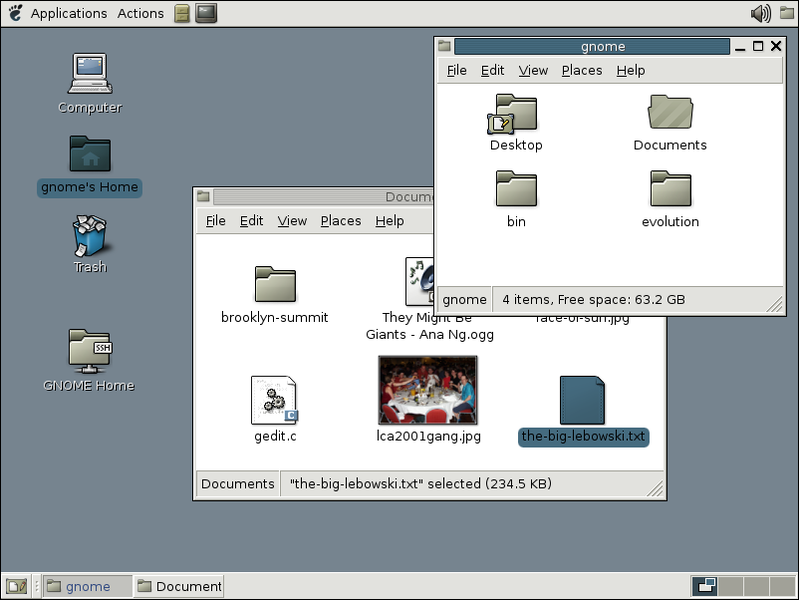 Applications Actions
gnome
File Edit View Places Help
Computer
Desktop Documents
gnome's Home
bin evolution
Docume
File Edit View Places Help
Trash
gnome 4 items, Free space: 63.2 GB
brooklyn-summit
They Might Be
Giants - Ana Ng.ogg
face-of-sun.jpg
SSH
GNOME Home
C
gedit.c lca2001gang.jpg the-big-lebowski.txt
Documents "the-big-lebowski.txt" selected (234.5 KB)
gnome Document